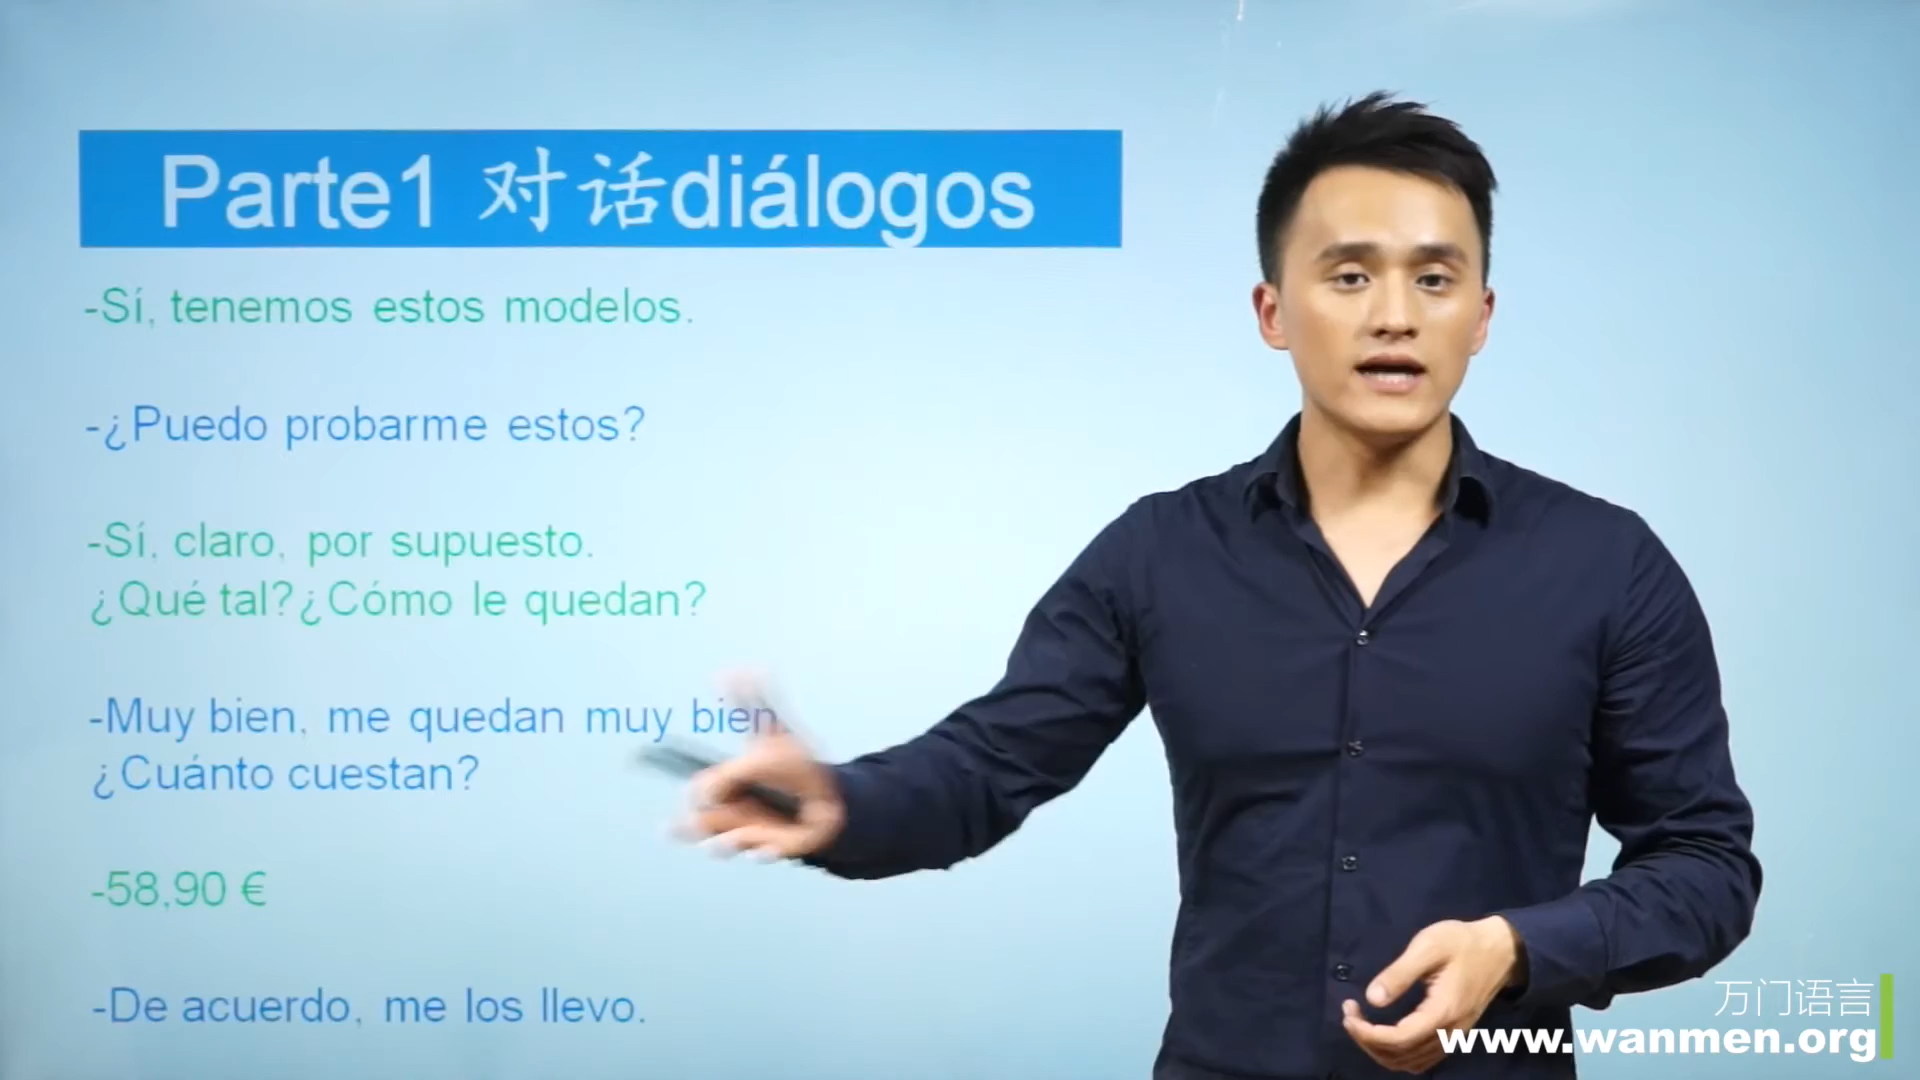 Parte1 对话diálogos
-Sí, tenemos estos modelos.
-¿Puedo probarme estos?
-Sí, claro, por supuesto.
¿Qué tal?¿Cómo le quedan?
-Muy bien, me quedan muy bien
¿Cuánto cuestan?
-58,90 €
-De acuerdo, me los llevo.
万门语言
www.wanmen.org